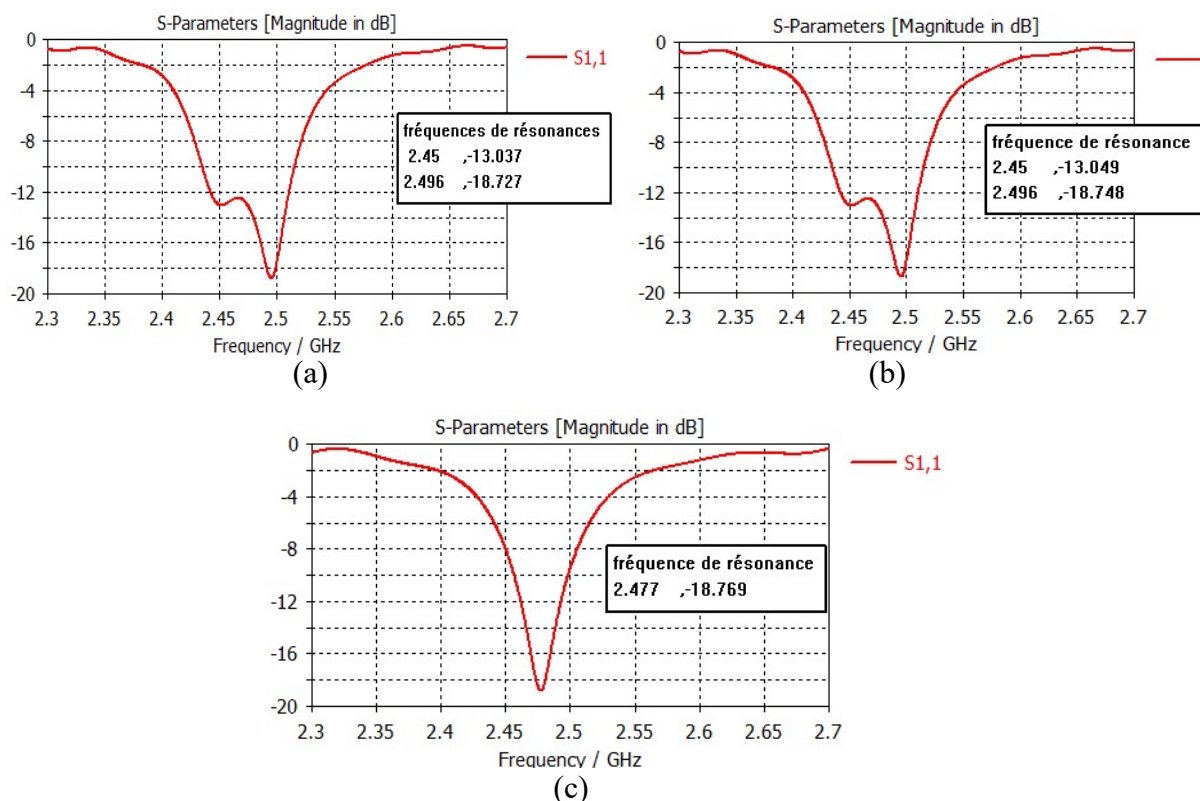 S-Parameters [Magnitude in dB]
0
-4
-8
-12
-16
-20
2.3 2.35 2.4 2.45 2.5 2.55 2.6 2.65 2.7
Frequency / GHz
S1,1
fréquences de résonances
2.45 ,-13.037
2.496 ,-18.727
(a)
S-Parameters [Magnitude in dB]
0
-4
-8
-12
-16
-20
2.3 2.35 2.4 2.45 2.5 2.55 2.6 2.65 2.7
Frequency / GHz
fréquence de résonance
2.45 ,-13.049
2.496 ,-18.748
(b)
S-Parameters [Magnitude in dB]
0
-4
-8
-12
-16
-20
2.3 2.35 2.4 2.45 2.5 2.55 2.6 2.65 2.7
Frequency / GHz
S1,1
fréquence de résonance
2.477 ,-18.769
(c)